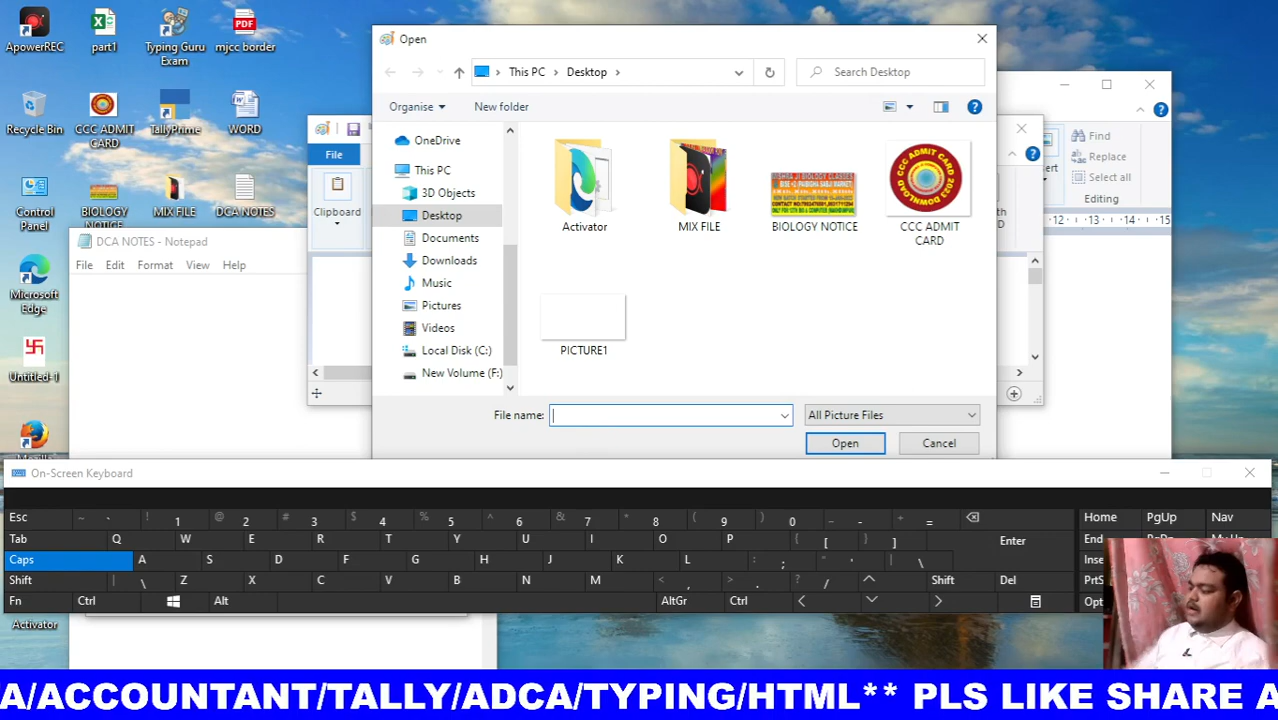 ApowerREC
part1
Typing Guru
Exam
mjcc border
Recycle Bin
CCC ADMIT
CARD
TallyPrime
WORD
Control
Panel
BIOLOGY
NOTICE
MIX FILE
DCA NOTES
Microsoft
Edge
Untitled-1
Activator
DCA NOTES - Notepad
File Edit Format View Help
File
Clipboard
Open
This PC Desktop
Search Desktop
Organise New folder
OneDrive
This PC
3D Objects
Desktop
Documents
Downloads
Music
Pictures
Videos
Local Disk (C:)
New Volume (F:)
Activator
MIX FILE
BIOLOGY NOTICE
CCC ADMIT
CARD
PICTURE1
File name:
All Picture Files
Open Cancel
Find
Replace
Select all
Editing
12 13 14 15
On-Screen Keyboard
Esc ~ ` ! 1 @ 2 # 3 $ 4 % 5 ^ 6 & 7 * 8 ( 9 ) 0 _ - + = Home PgUp Nav
Tab Q W E R T Y U I O P { [ } ] Enter End
Caps A S D F G H J K L : ; " ' | \
Shift | \ Z X C V B N M < , > . ? / Shift Del
Fn Ctrl Alt AltGr Ctrl
A/ACCOUNTANT/TALLY/ADCA/TYPING/HTML** PLS LIKE SHARE A